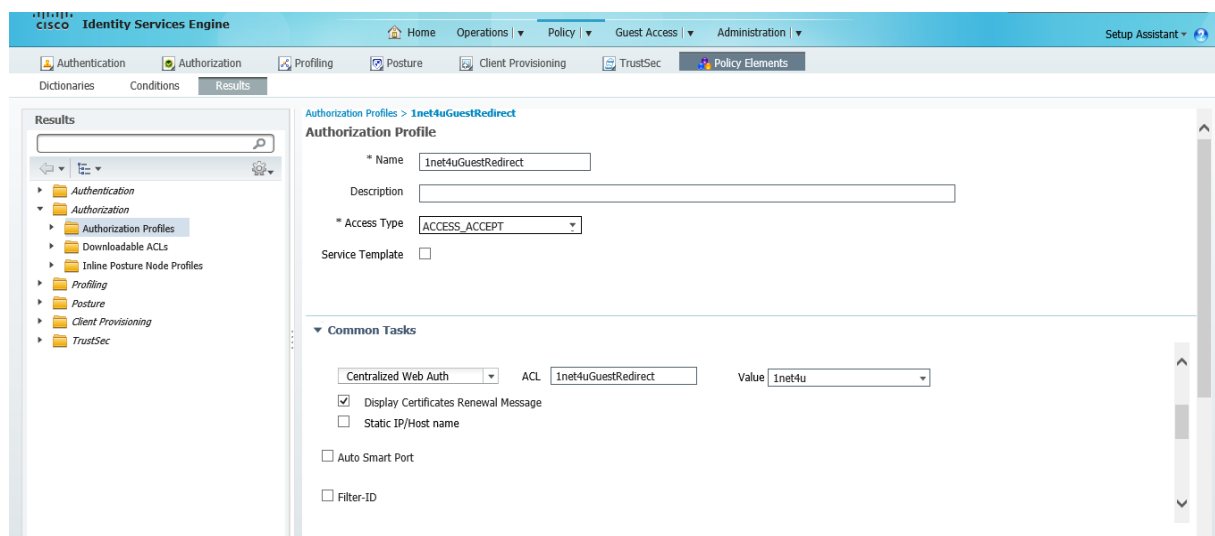 cisco Identity Services Engine
Home Operations | Policy | Guest Access | Administration | Setup Assistant
Authentication Authorization Profiling Posture Client Provisioning TrustSec Policy Elements
Dictionaries Conditions Results
Results
Authentication
Authorization
Authorization Profiles
Downloadable ACLs
Inline Posture Node Profiles
Profiling
Posture
Client Provisioning
TrustSec
Authorization Profiles > 1net4uGuestRedirect
Authorization Profile
* Name 1net4uGuestRedirect
Description
* Access Type ACCESS_ACCEPT
Service Template
Common Tasks
Centralized Web Auth ACL 1net4uGuestRedirect Value 1net4u
Display Certificates Renewal Message
Static IP/Host name
Auto Smart Port
Filter-ID